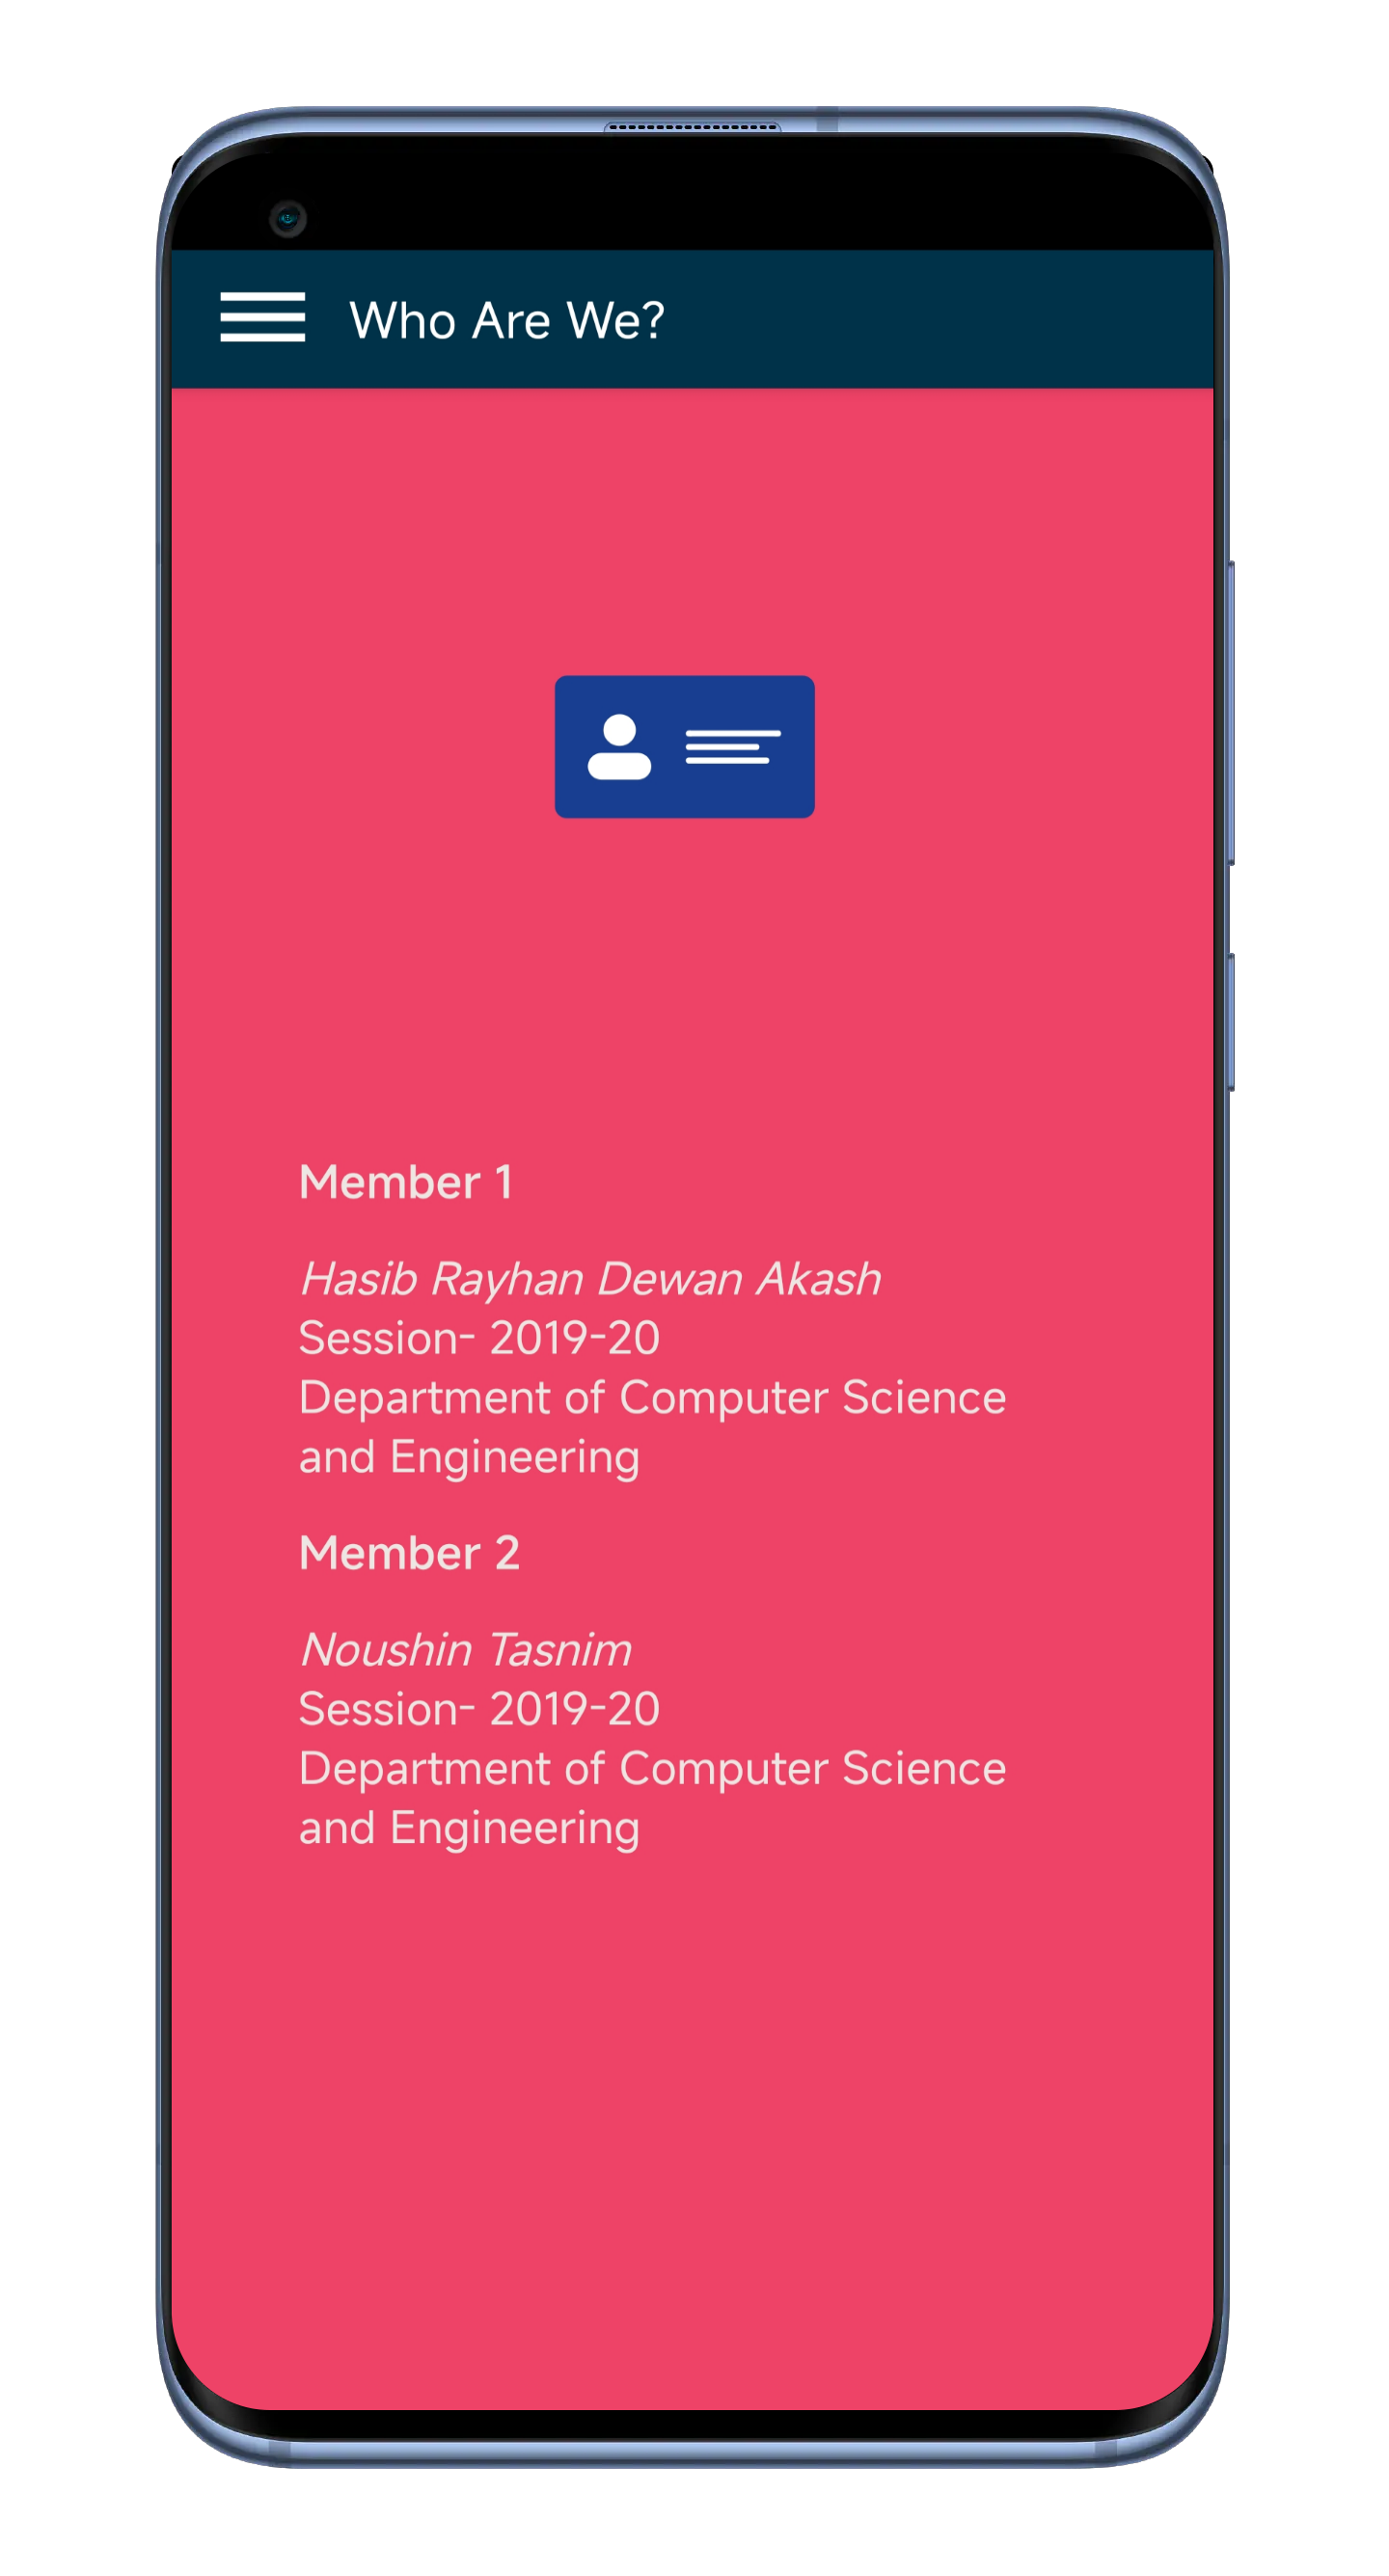 Who Are We?
Member 1
Hasib Rayhan Dewan Akash
Session- 2019-20
Department of Computer Science
and Engineering
Member 2
Noushin Tasnim
Session- 2019-20
Department of Computer Science
and Engineering